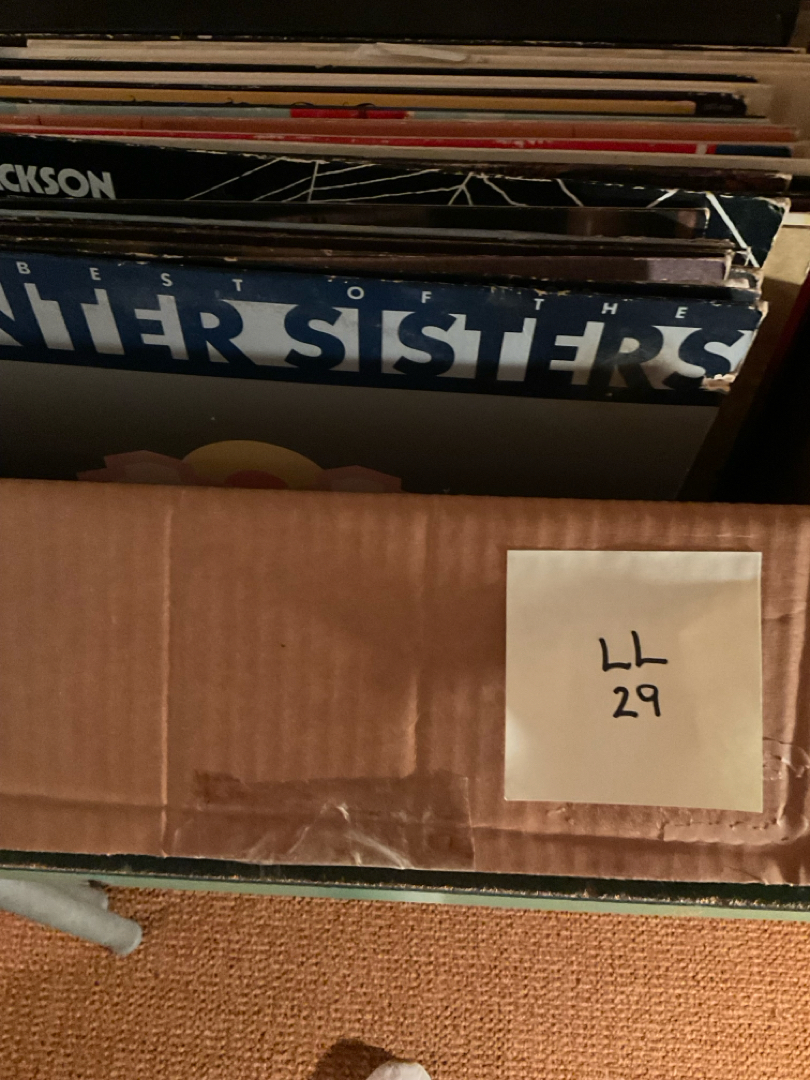 CKSON
BEST OF THE
NTER SISTERS
LL
29